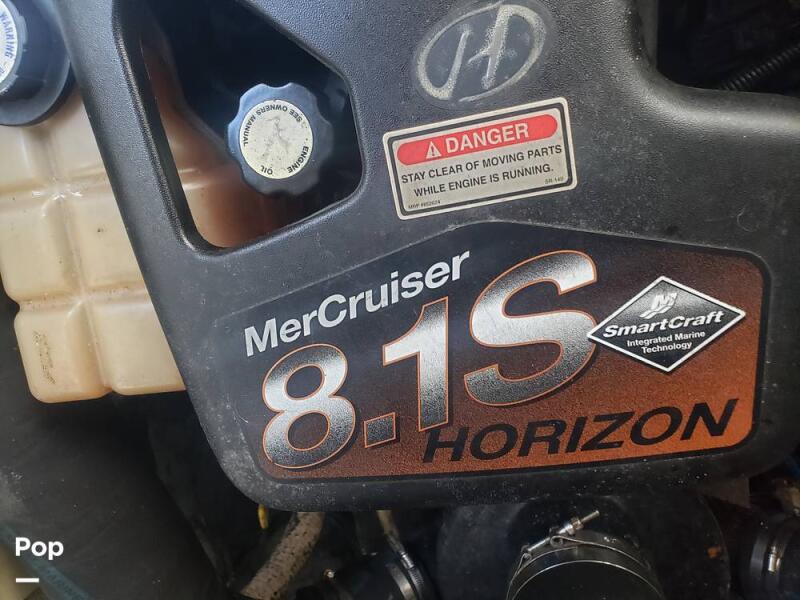 WARNING
SEE OWNERS MANUAL
ENGINE OIL
H
DANGER
STAY CLEAR OF MOVING PARTS
WHILE ENGINE IS RUNNING.
MerCruiser
8.1S
HORIZON
SmartCraft
Integrated Marine
Technology
Pop